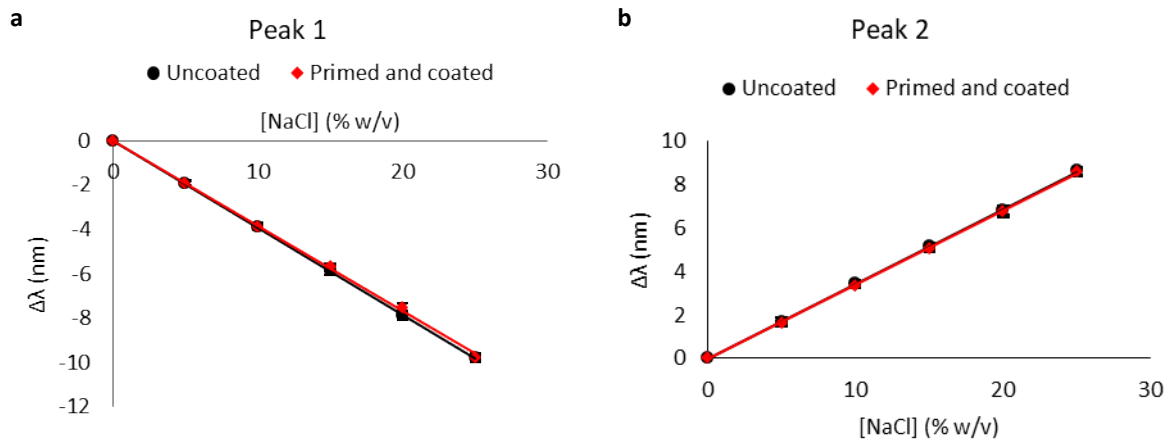 a
Peak 1
Uncoated Primed and coated
[NaCl] (% w/v)
0
0 10 20 30
-2
-4
-6
-8
-10
-12
Δλ (nm)
b
Peak 2
Uncoated Primed and coated
10
8
6
4
2
0
Δλ (nm)
0 10 20 30
[NaCl] (% w/v)